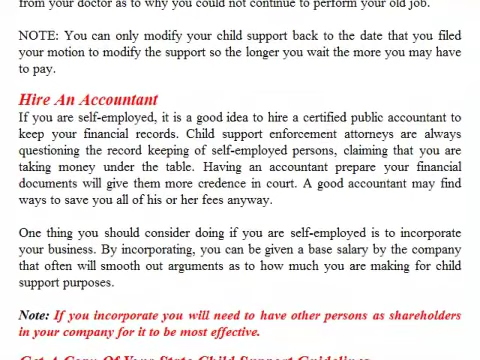 from your doctor as to why you could not continue to perform your old job.
NOTE: You can only modify your child support back to the date that you filed
your motion to modify the support so the longer you wait the more you may have
to pay.
Hire An Accountant
If you are self-employed, it is a good idea to hire a certified public accountant to
keep your financial records. Child support enforcement attorneys are always
questioning the record keeping of self-employed persons, claiming that you are
taking money under the table. Having an accountant prepare your financial
documents will give them more credence in court. A good accountant may find
ways to save you all of his or her fees anyway.
One thing you should consider doing if you are self-employed is to incorporate
your business. By incorporating, you can be given a base salary by the company
that often will smooth out arguments as to how much you are making for child
support purposes.
Note: If you incorporate you will need to have other persons as shareholders
in your company for it to be most effective.
Get A Copy Of Your State Child Support Guidelines